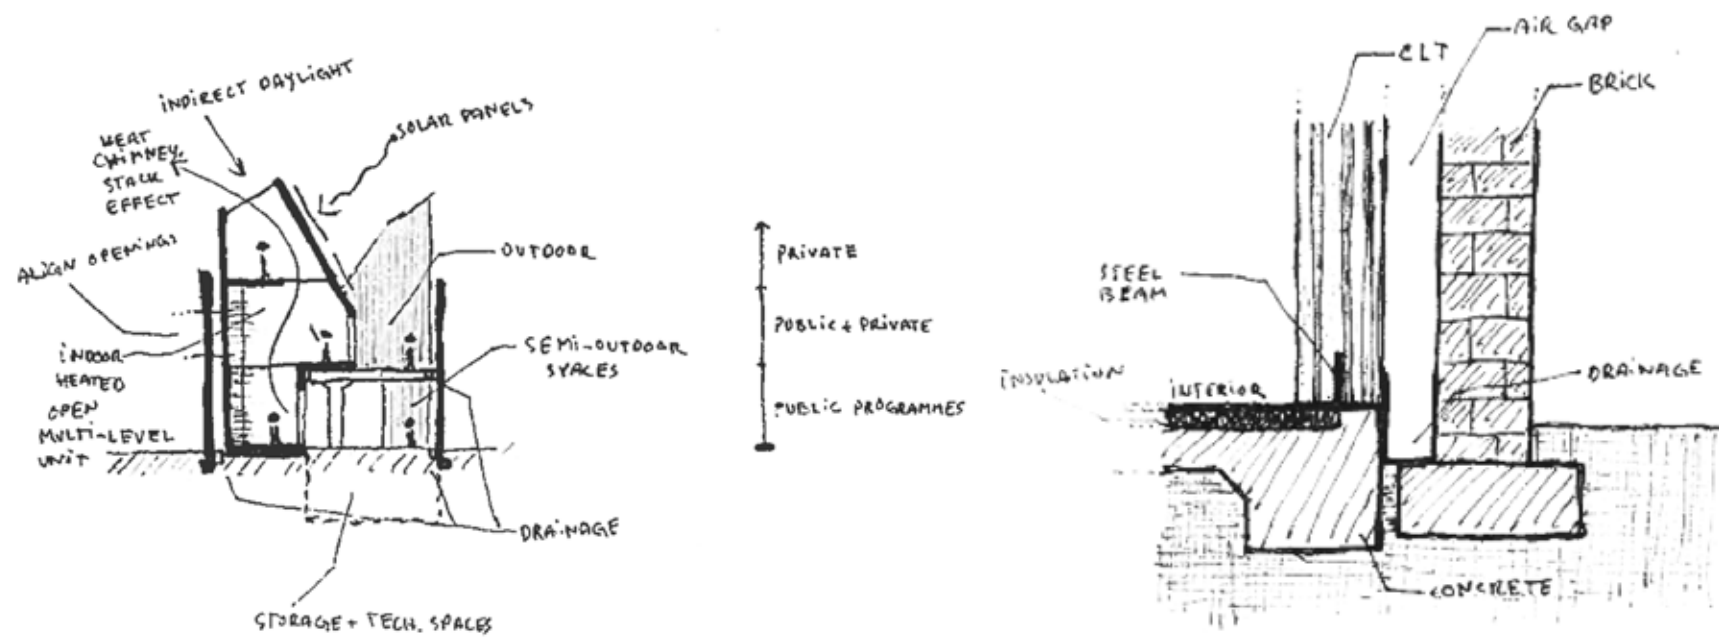 INDIRECT DAYLIGHT
HEAT
CHIMNEY.
STACK
EFFECT
SOLAR PANELS
ALIGN OPENINGS
OUTDOOR
INDOOR
HEATED
OPEN
MULTI-LEVEL
UNIT
SEMI-OUTDOOR
SPACES
DRAINAGE
STORAGE + TECH. SPACES
PRIVATE
PUBLIC + PRIVATE
PUBLIC PROGRAMMES
CLT
AIR GAP
BRICK
STEEL
BEAM
INSULATION
INTERIOR
DRAINAGE
CONCRETE